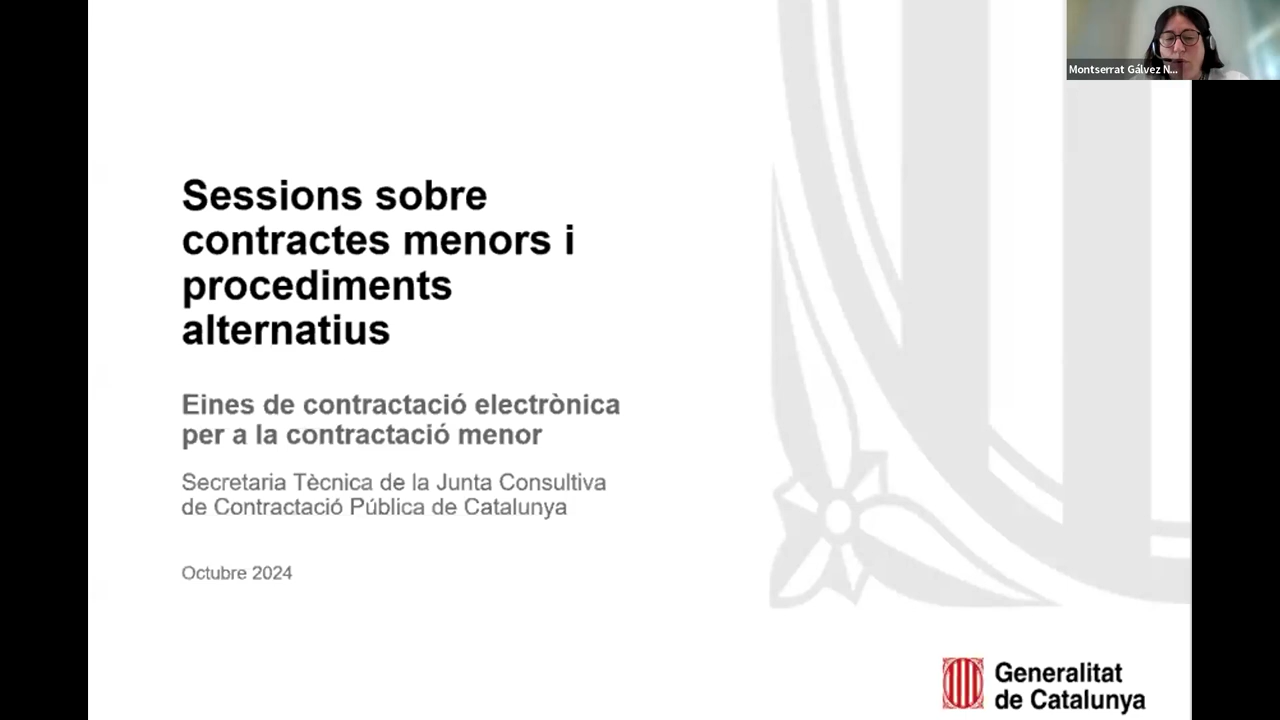 Montserrat Gálvez N...
Sessions sobre
contractes menors i
procediments
alternatius
Eines de contractació electrònica
per a la contractació menor
Secretaria Tècnica de la Junta Consultiva
de Contractació Pública de Catalunya
Octubre 2024
Generalitat
de Catalunya